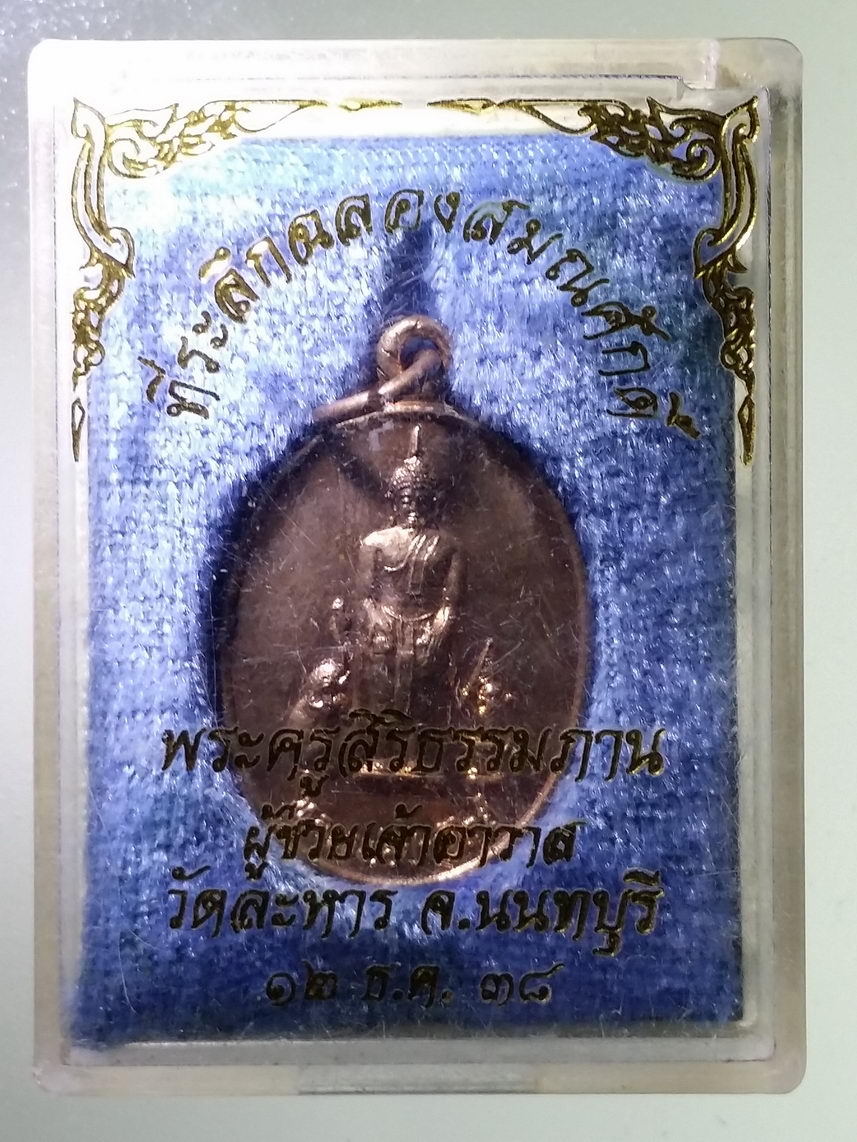 ที่ระลึกฉลองสมณศักดิ์
พระครูสิริธรรมภาณ
ผู้ช่วยเจ้าอาวาส
วัดละหาร จ.นนทบุรี
๑๒ ธ.ค. ๓๘